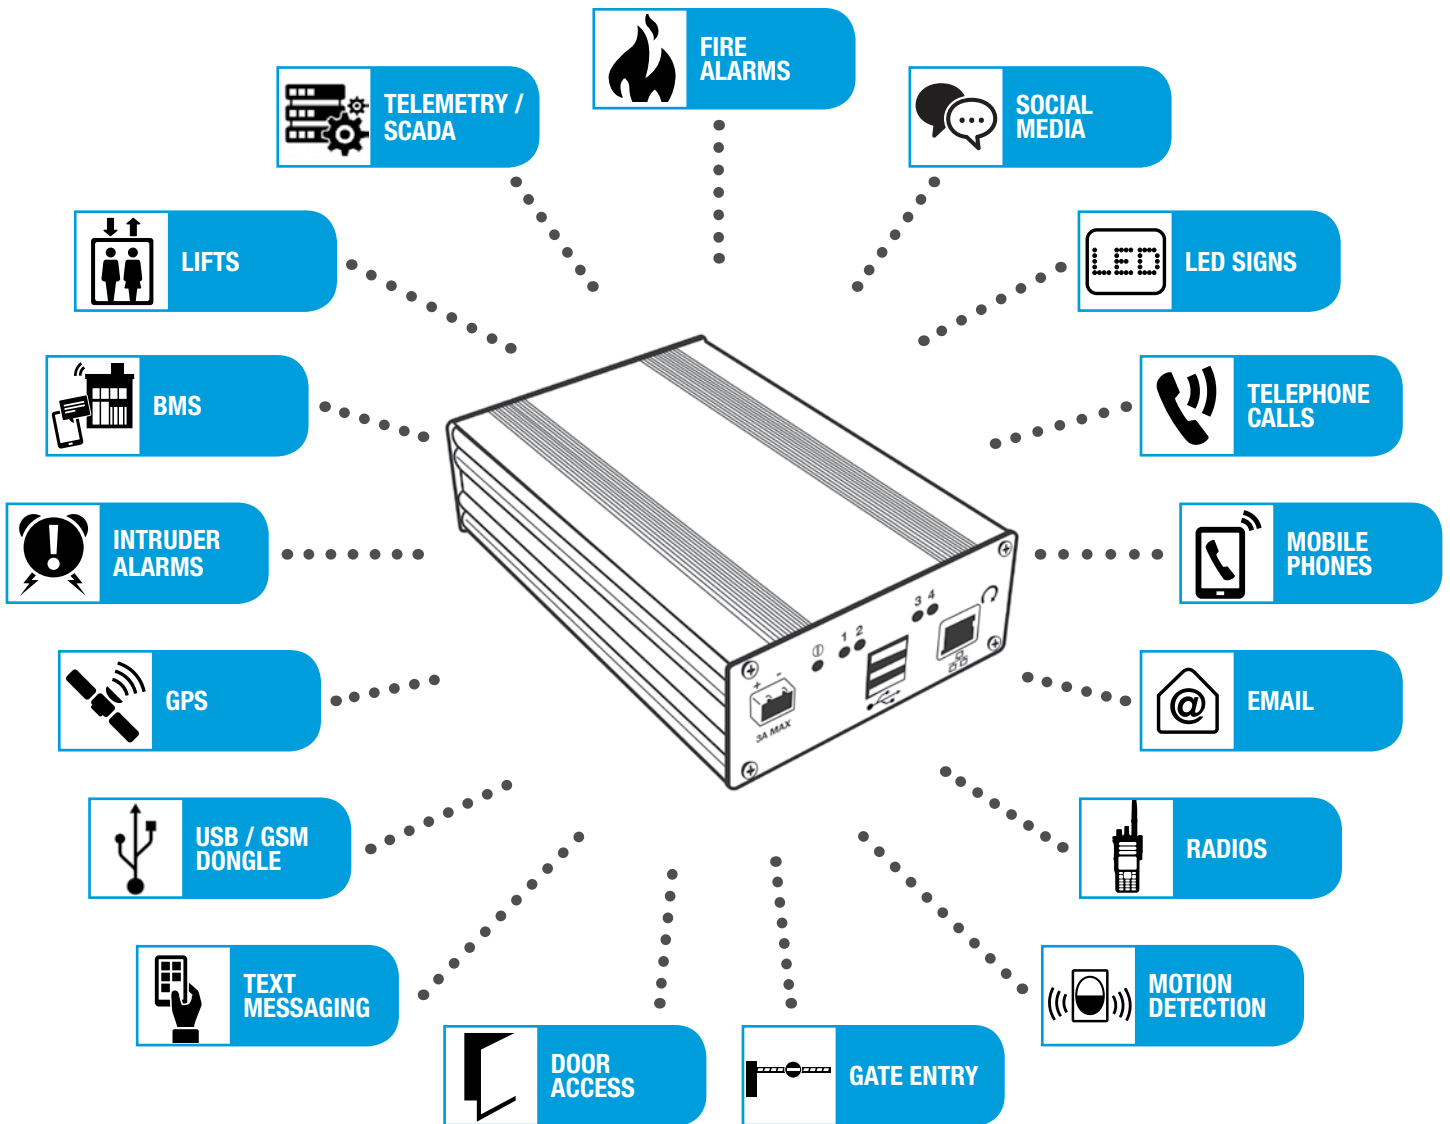 FIRE
ALARMS
TELEMETRY /
SCADA
SOCIAL
MEDIA
LIFTS
LED
LED SIGNS
BMS
TELEPHONE
CALLS
INTRUDER
ALARMS
MOBILE
PHONES
GPS
@
EMAIL
USB / GSM
DONGLE
RADIOS
TEXT
MESSAGING
MOTION
DETECTION
DOOR
ACCESS
GATE ENTRY
1 2
3 4
+ -
3A MAX